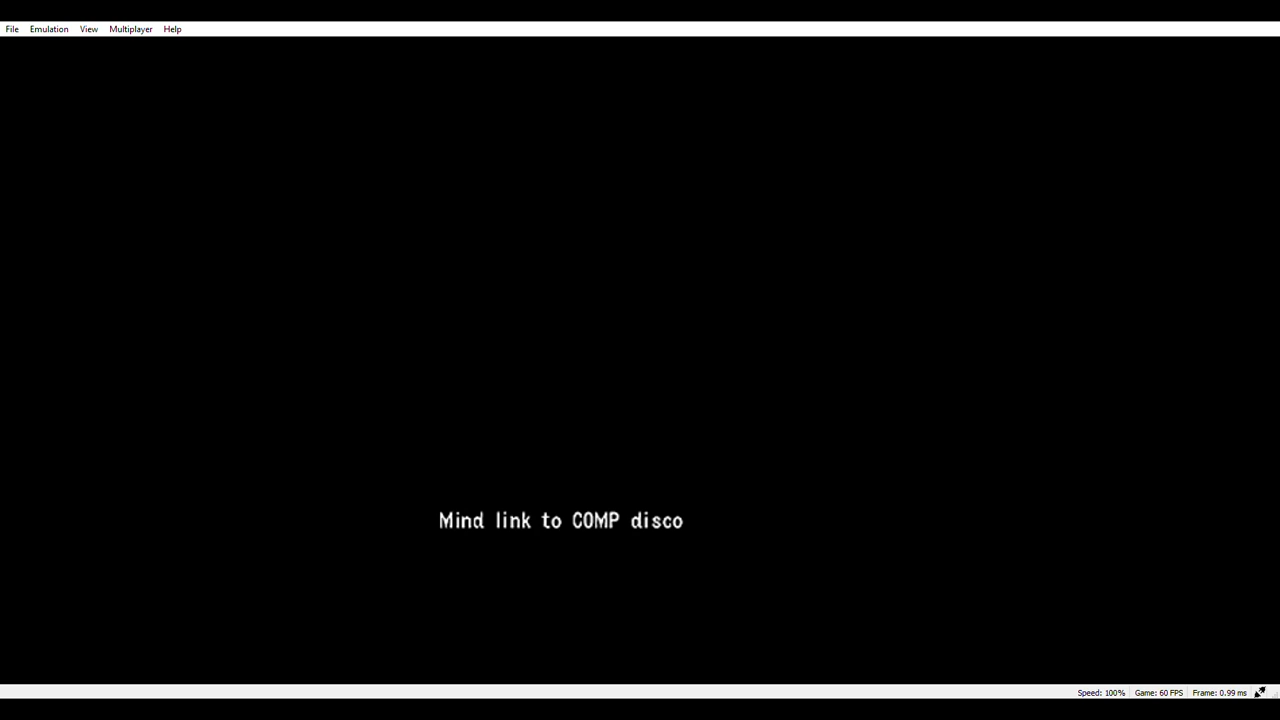 File Emulation View Multiplayer Help
Mind link to COMP disco
Speed: 100% Game: 60 FPS Frame: 0.99 ms